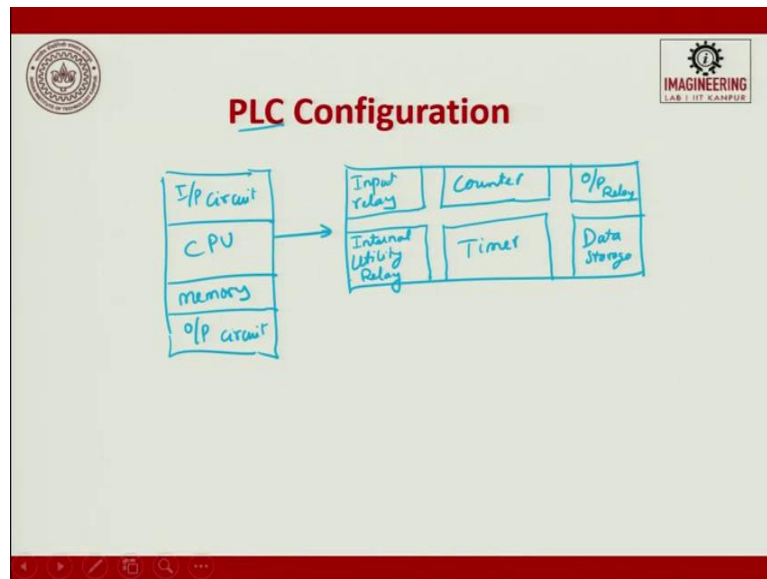 IMAGINEERING
LAB | IIT KANPUR
PLC Configuration
I/P circuit
CPU
memory
O/P circuit
Input
relay
Counter
O/P
Relay
Internal
Utility
Relay
Timer
Data
Storage